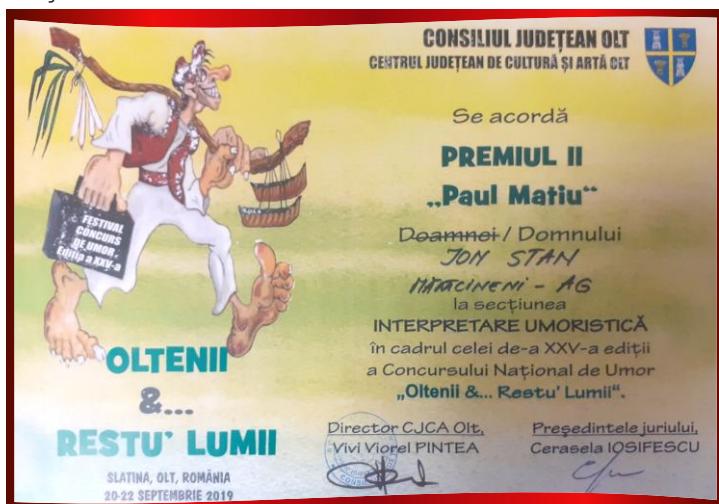 CONSILIUL JUDEȚEAN OLT
CENTRUL JUDEȚEAN DE CULTURĂ ȘI ARTĂ OLT
Se acordă
PREMIUL II
„Paul Matiu“
Doamnei / Domnului
JON STAN
MĂRĂCINENI - AG
la secțiunea
INTERPRETARE UMORISTICĂ
în cadrul celei de-a XXV-a ediții
a Concursului Național de Umor
„Oltenii &... Restu' Lumii“.
Director CJCA Olt,
Vivi Viorel PINTEA
Președintele juriului,
Cerasela IOSIFESCU
FESTIVAL
CONCURS
DE UMOR
Ediția a XXV-a
OLTENII
&...
RESTU' LUMII
SLATINA, OLT, ROMÂNIA
20-22 SEPTEMBRIE 2019